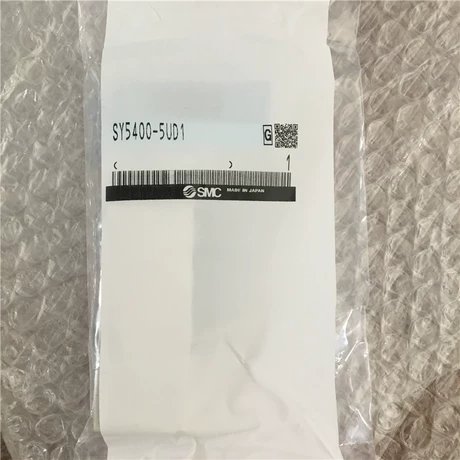 SY5400-5UD1 G
( ) 1
SMC MADE IN JAPAN